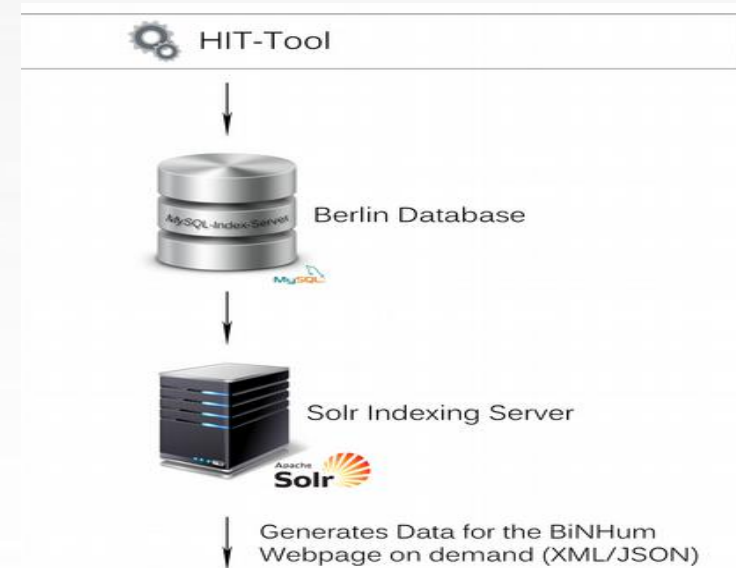 HIT-Tool
MySQL-Index-Server
Berlin Database
MySQL
Solr Indexing Server
Apache
Solr
Generates Data for the BiNHum
Webpage on demand (XML/JSON)